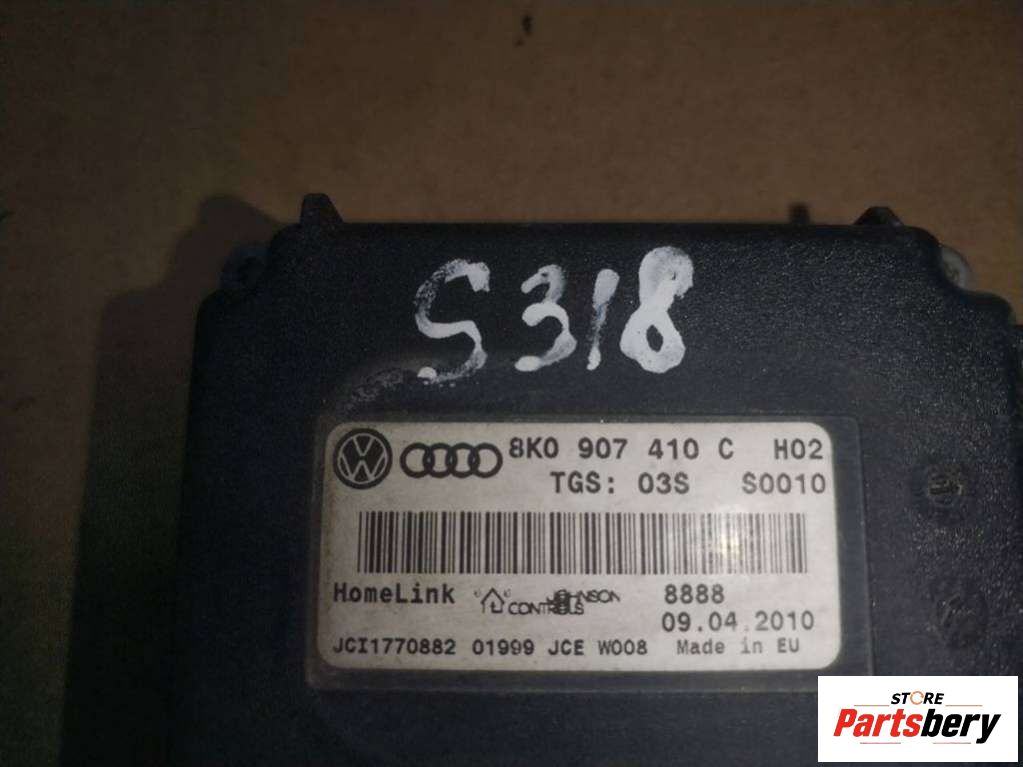 S318
8K0 907 410 C H02
TGS: 03S S0010
HomeLink JOHNSON CONTROLS 8888
09.04.2010
JCI1770882 01999 JCE W008 Made in EU
STORE
Partsbery